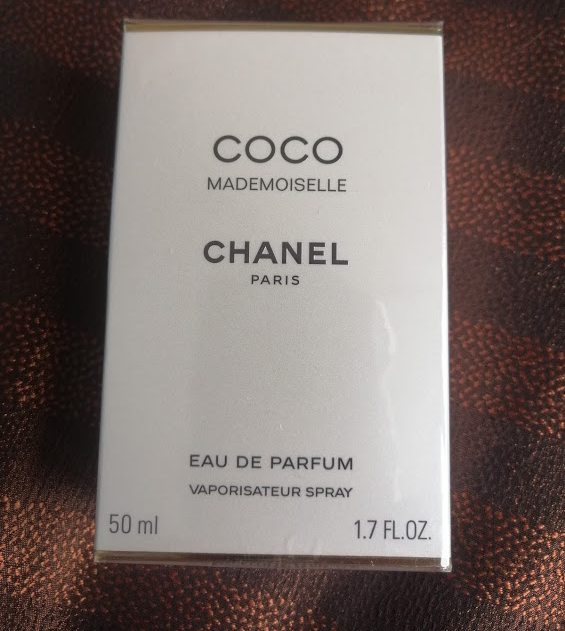 COCO
MADEMOISELLE
CHANEL
PARIS
EAU DE PARFUM
VAPORISATEUR SPRAY
50 ml 1.7 FL.OZ.